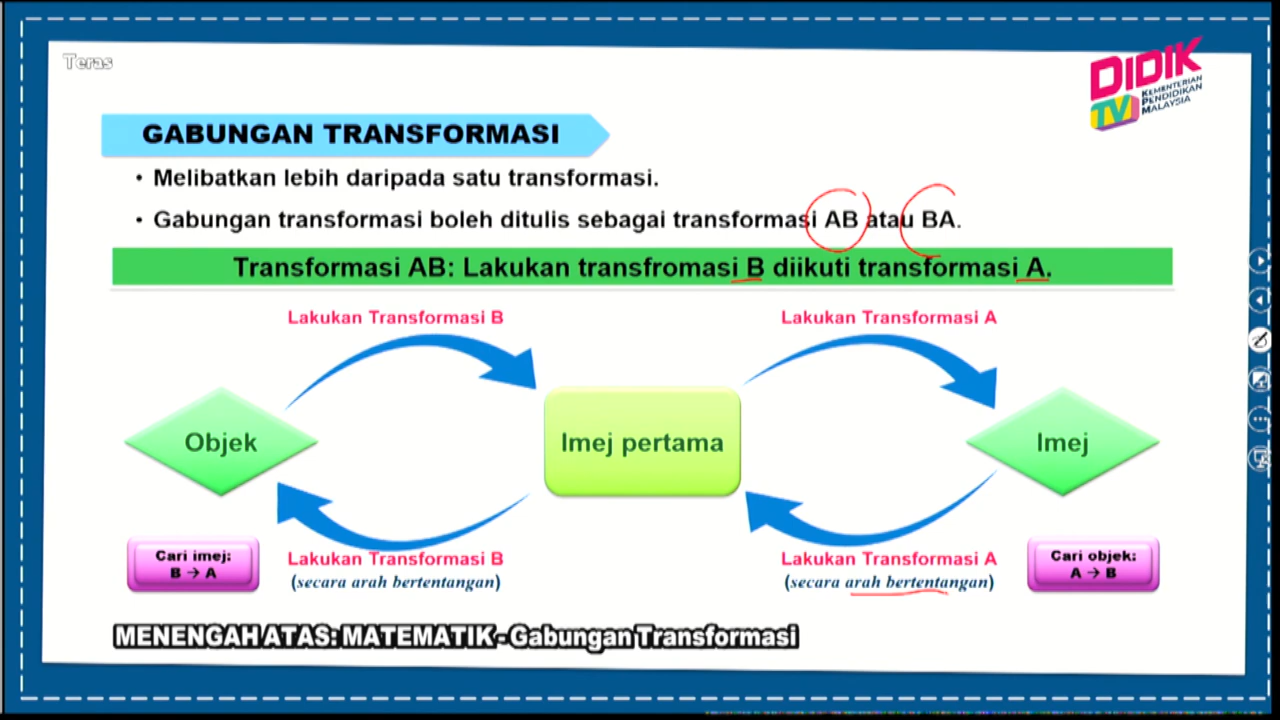 Teras
DIDIK
TV
KEMENTERIAN
PENDIDIKAN
MALAYSIA
GABUNGAN TRANSFORMASI
• Melibatkan lebih daripada satu transformasi.
• Gabungan transformasi boleh ditulis sebagai transformasi AB atau BA.
Transformasi AB: Lakukan transfromasi B diikuti transformasi A.
Lakukan Transformasi B
Lakukan Transformasi A
Objek
Imej pertama
Imej
Cari imej:
B → A
Lakukan Transformasi B
(secara arah bertentangan)
Lakukan Transformasi A
(secara arah bertentangan)
Cari objek:
A → B
MENENGAH ATAS: MATEMATIK - Gabungan Transformasi